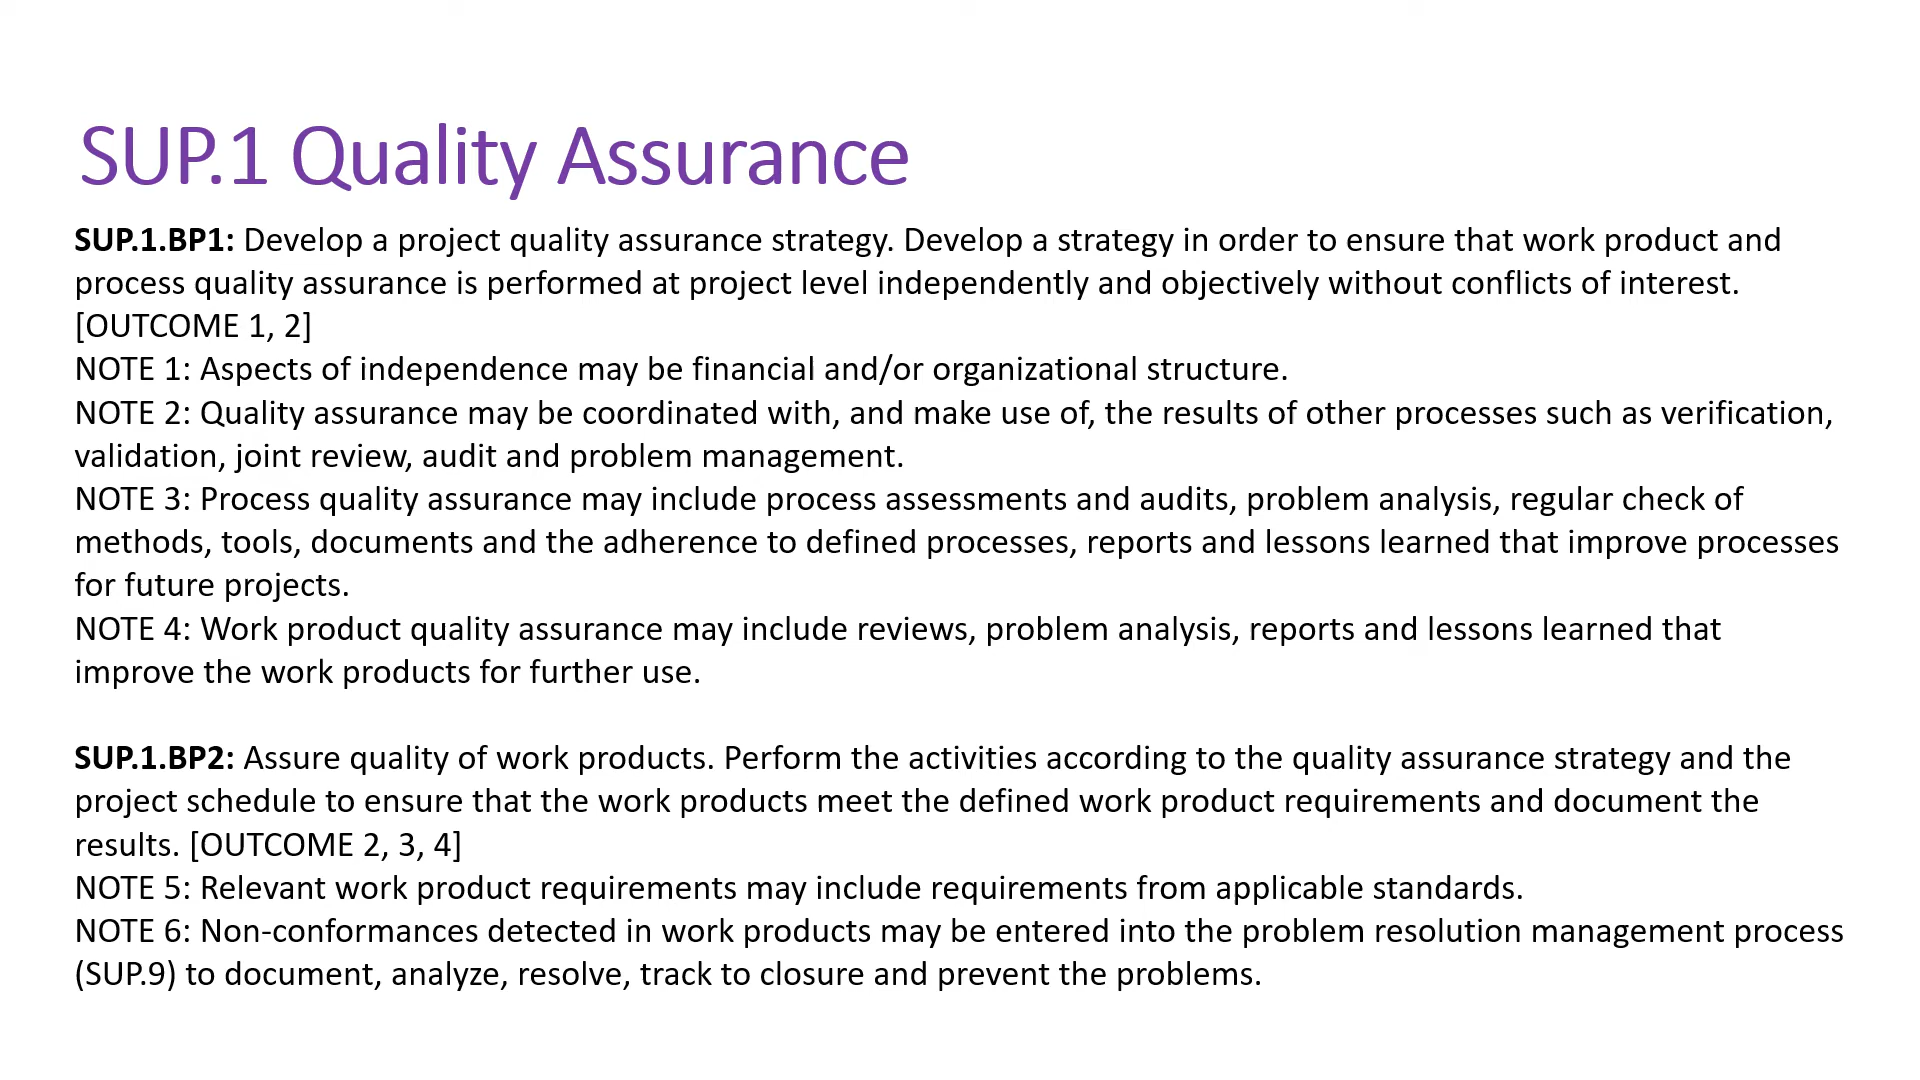 SUP.1 Quality Assurance
SUP.1.BP1: Develop a project quality assurance strategy. Develop a strategy in order to ensure that work product and
process quality assurance is performed at project level independently and objectively without conflicts of interest.
[OUTCOME 1, 2]
NOTE 1: Aspects of independence may be financial and/or organizational structure.
NOTE 2: Quality assurance may be coordinated with, and make use of, the results of other processes such as verification,
validation, joint review, audit and problem management.
NOTE 3: Process quality assurance may include process assessments and audits, problem analysis, regular check of
methods, tools, documents and the adherence to defined processes, reports and lessons learned that improve processes
for future projects.
NOTE 4: Work product quality assurance may include reviews, problem analysis, reports and lessons learned that
improve the work products for further use.
SUP.1.BP2: Assure quality of work products. Perform the activities according to the quality assurance strategy and the
project schedule to ensure that the work products meet the defined work product requirements and document the
results. [OUTCOME 2, 3, 4]
NOTE 5: Relevant work product requirements may include requirements from applicable standards.
NOTE 6: Non-conformances detected in work products may be entered into the problem resolution management process
(SUP.9) to document, analyze, resolve, track to closure and prevent the problems.